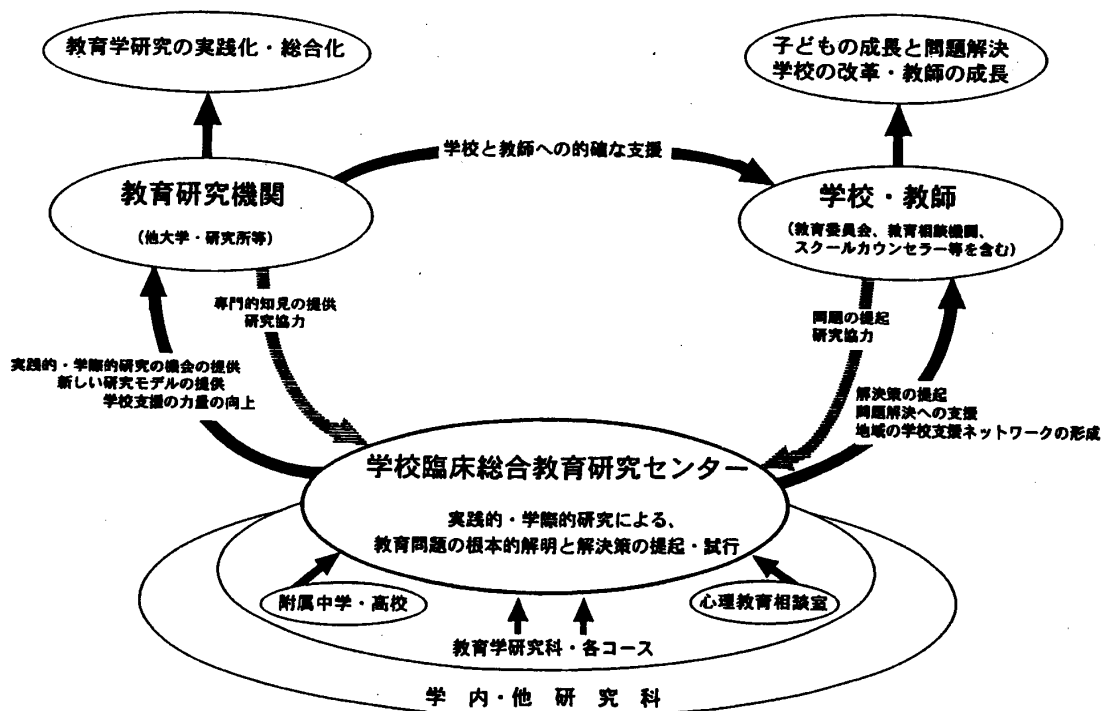 教育学研究の実践化・総合化
子どもの成長と問題解決
学校の改革・教師の成長
学校と教師への的確な支援
教育研究機関
(他大学・研究所等)
学校・教師
(教育委員会、教育相談機関、
スクールカウンセラー等を含む)
専門的知見の提供
研究協力
問題の提起
研究協力
実践的・学際的研究の機会の提供
新しい研究モデルの提供
学校支援の力量の向上
解決策の提起
問題解決への支援
地域の学校支援ネットワークの形成
学校臨床総合教育研究センター
実践的・学際的研究による、
教育問題の根本的解明と解決策の提起・試行
附属中学・高校
心理教育相談室
教育学研究科・各コース
学内・他研究科